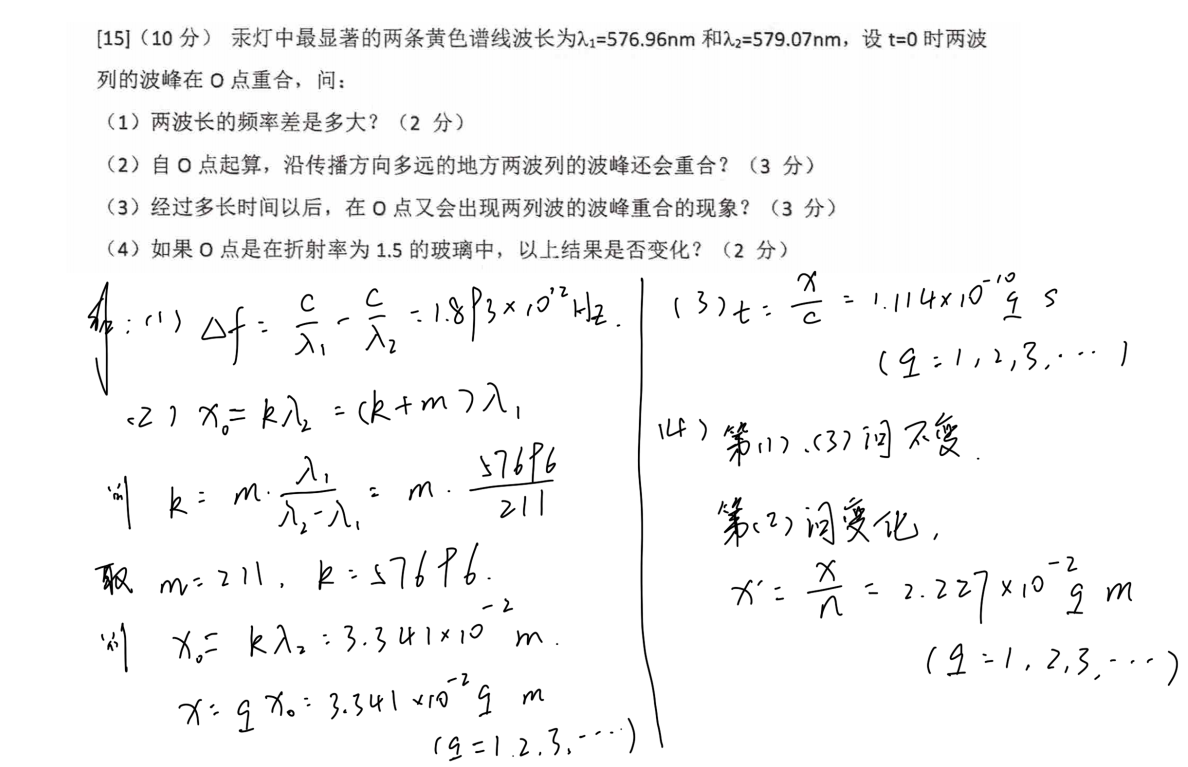 [15]（10 分） 汞灯中最显著的两条黄色谱线波长为λ₁=576.96nm 和λ₂=579.07nm，设 t=0 时两波
列的波峰在 O 点重合，问：
（1）两波长的频率差是多大？（2 分）
（2）自 O 点起算，沿传播方向多远的地方两波列的波峰还会重合？（3 分）
（3）经过多长时间以后，在 O 点又会出现两列波的波峰重合的现象？（3 分）
（4）如果 O 点是在折射率为 1.5 的玻璃中，以上结果是否变化？（2 分）
解：(1) Δf = c/λ₁ - c/λ₂ = 1.893×10¹² Hz.
(2) x₀ = kλ₂ = (k+m)λ₁
则 k = m·λ₁/(λ₂-λ₁) = m·57696/211
取 m=211, k=57696.
则 x₀ = kλ₂ = 3.341×10⁻² m.
x = q x₀ = 3.341×10⁻² q m
(q=1.2.3.····)
(3) t = x/c = 1.114×10⁻¹⁰ q s
(q=1,2,3,····)
(4) 第(1)、(3)问不变.
第(2)问变化,
x' = x/n = 2.227×10⁻² q m
(q=1,2,3,····)